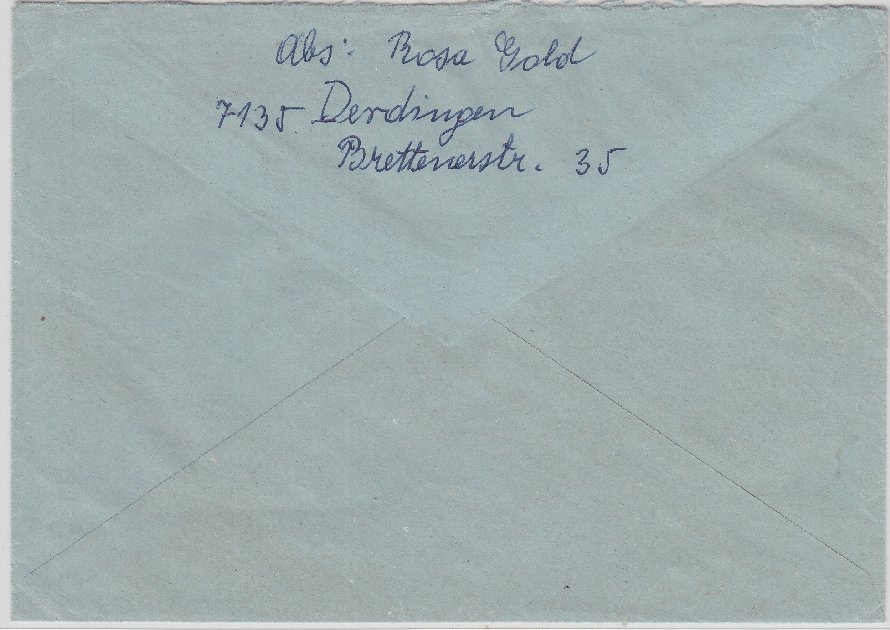 Abs: Rosa Gold
7135 Derdingen
Brettenerstr. 35